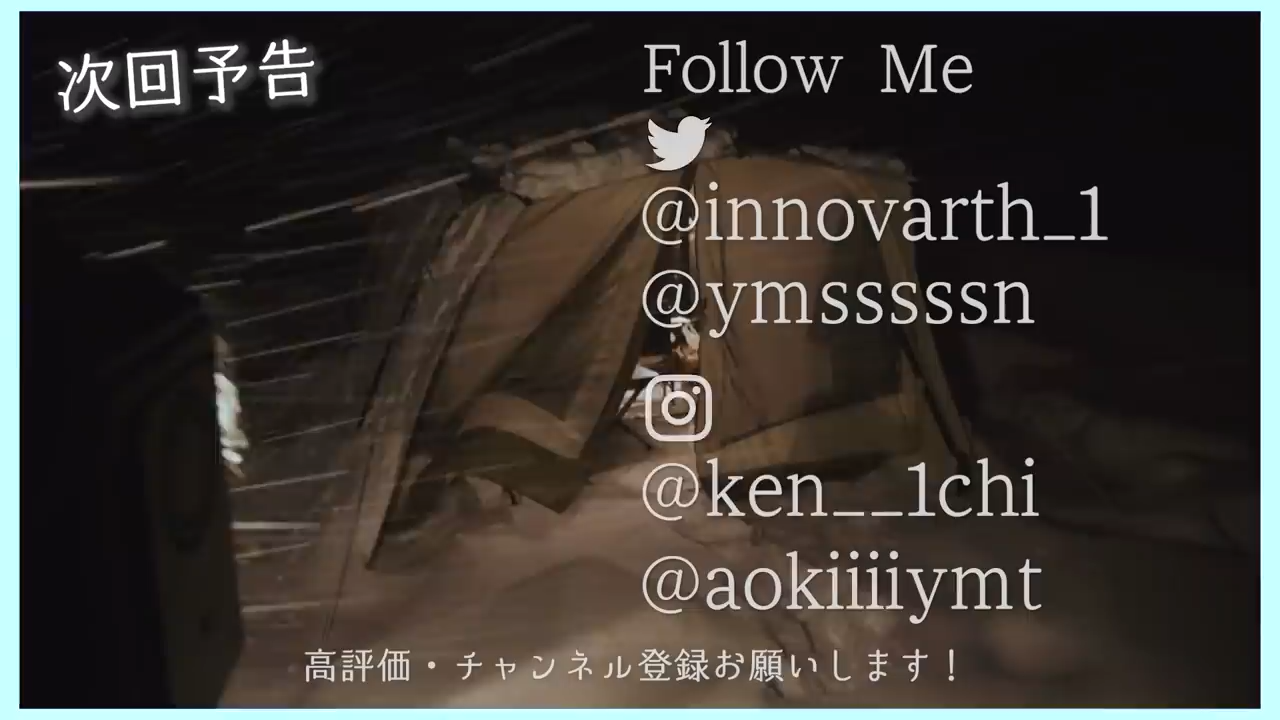 次回予告
Follow Me
@innovarth_1
@ymsssssn
@ken__1chi
@aokiiiiymt
高評価・チャンネル登録お願いします！